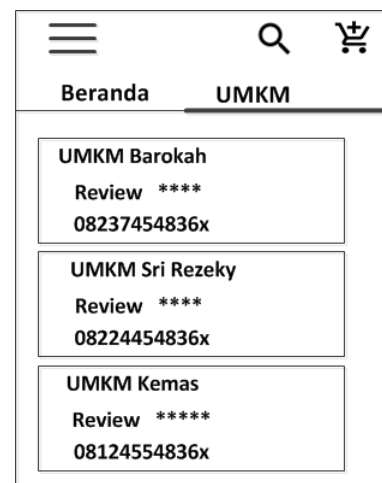 Beranda UMKM
UMKM Barokah
Review ****
08237454836x
UMKM Sri Rezeky
Review ****
08224454836x
UMKM Kemas
Review *****
08124554836x